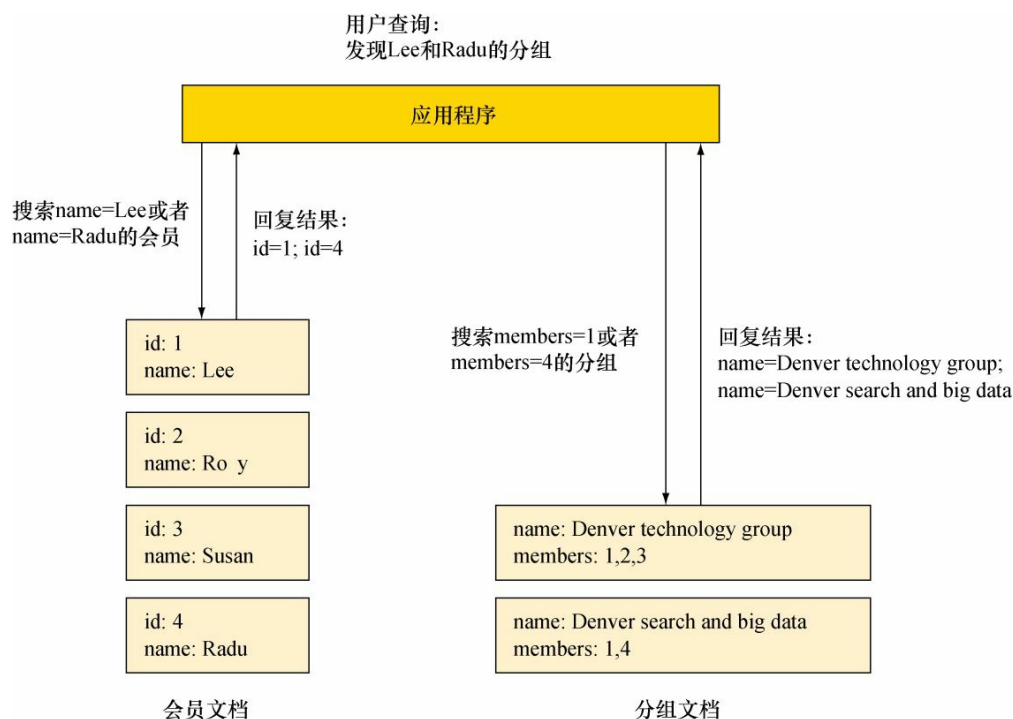 用户查询：
发现Lee和Radu的分组
应用程序
搜索name=Lee或者
name=Radu的会员
回复结果：
id=1; id=4
搜索members=1或者
members=4的分组
回复结果：
name=Denver technology group;
name=Denver search and big data
id: 1
name: Lee
id: 2
name: Ro y
id: 3
name: Susan
id: 4
name: Radu
会员文档
name: Denver technology group
members: 1,2,3
name: Denver search and big data
members: 1,4
分组文档